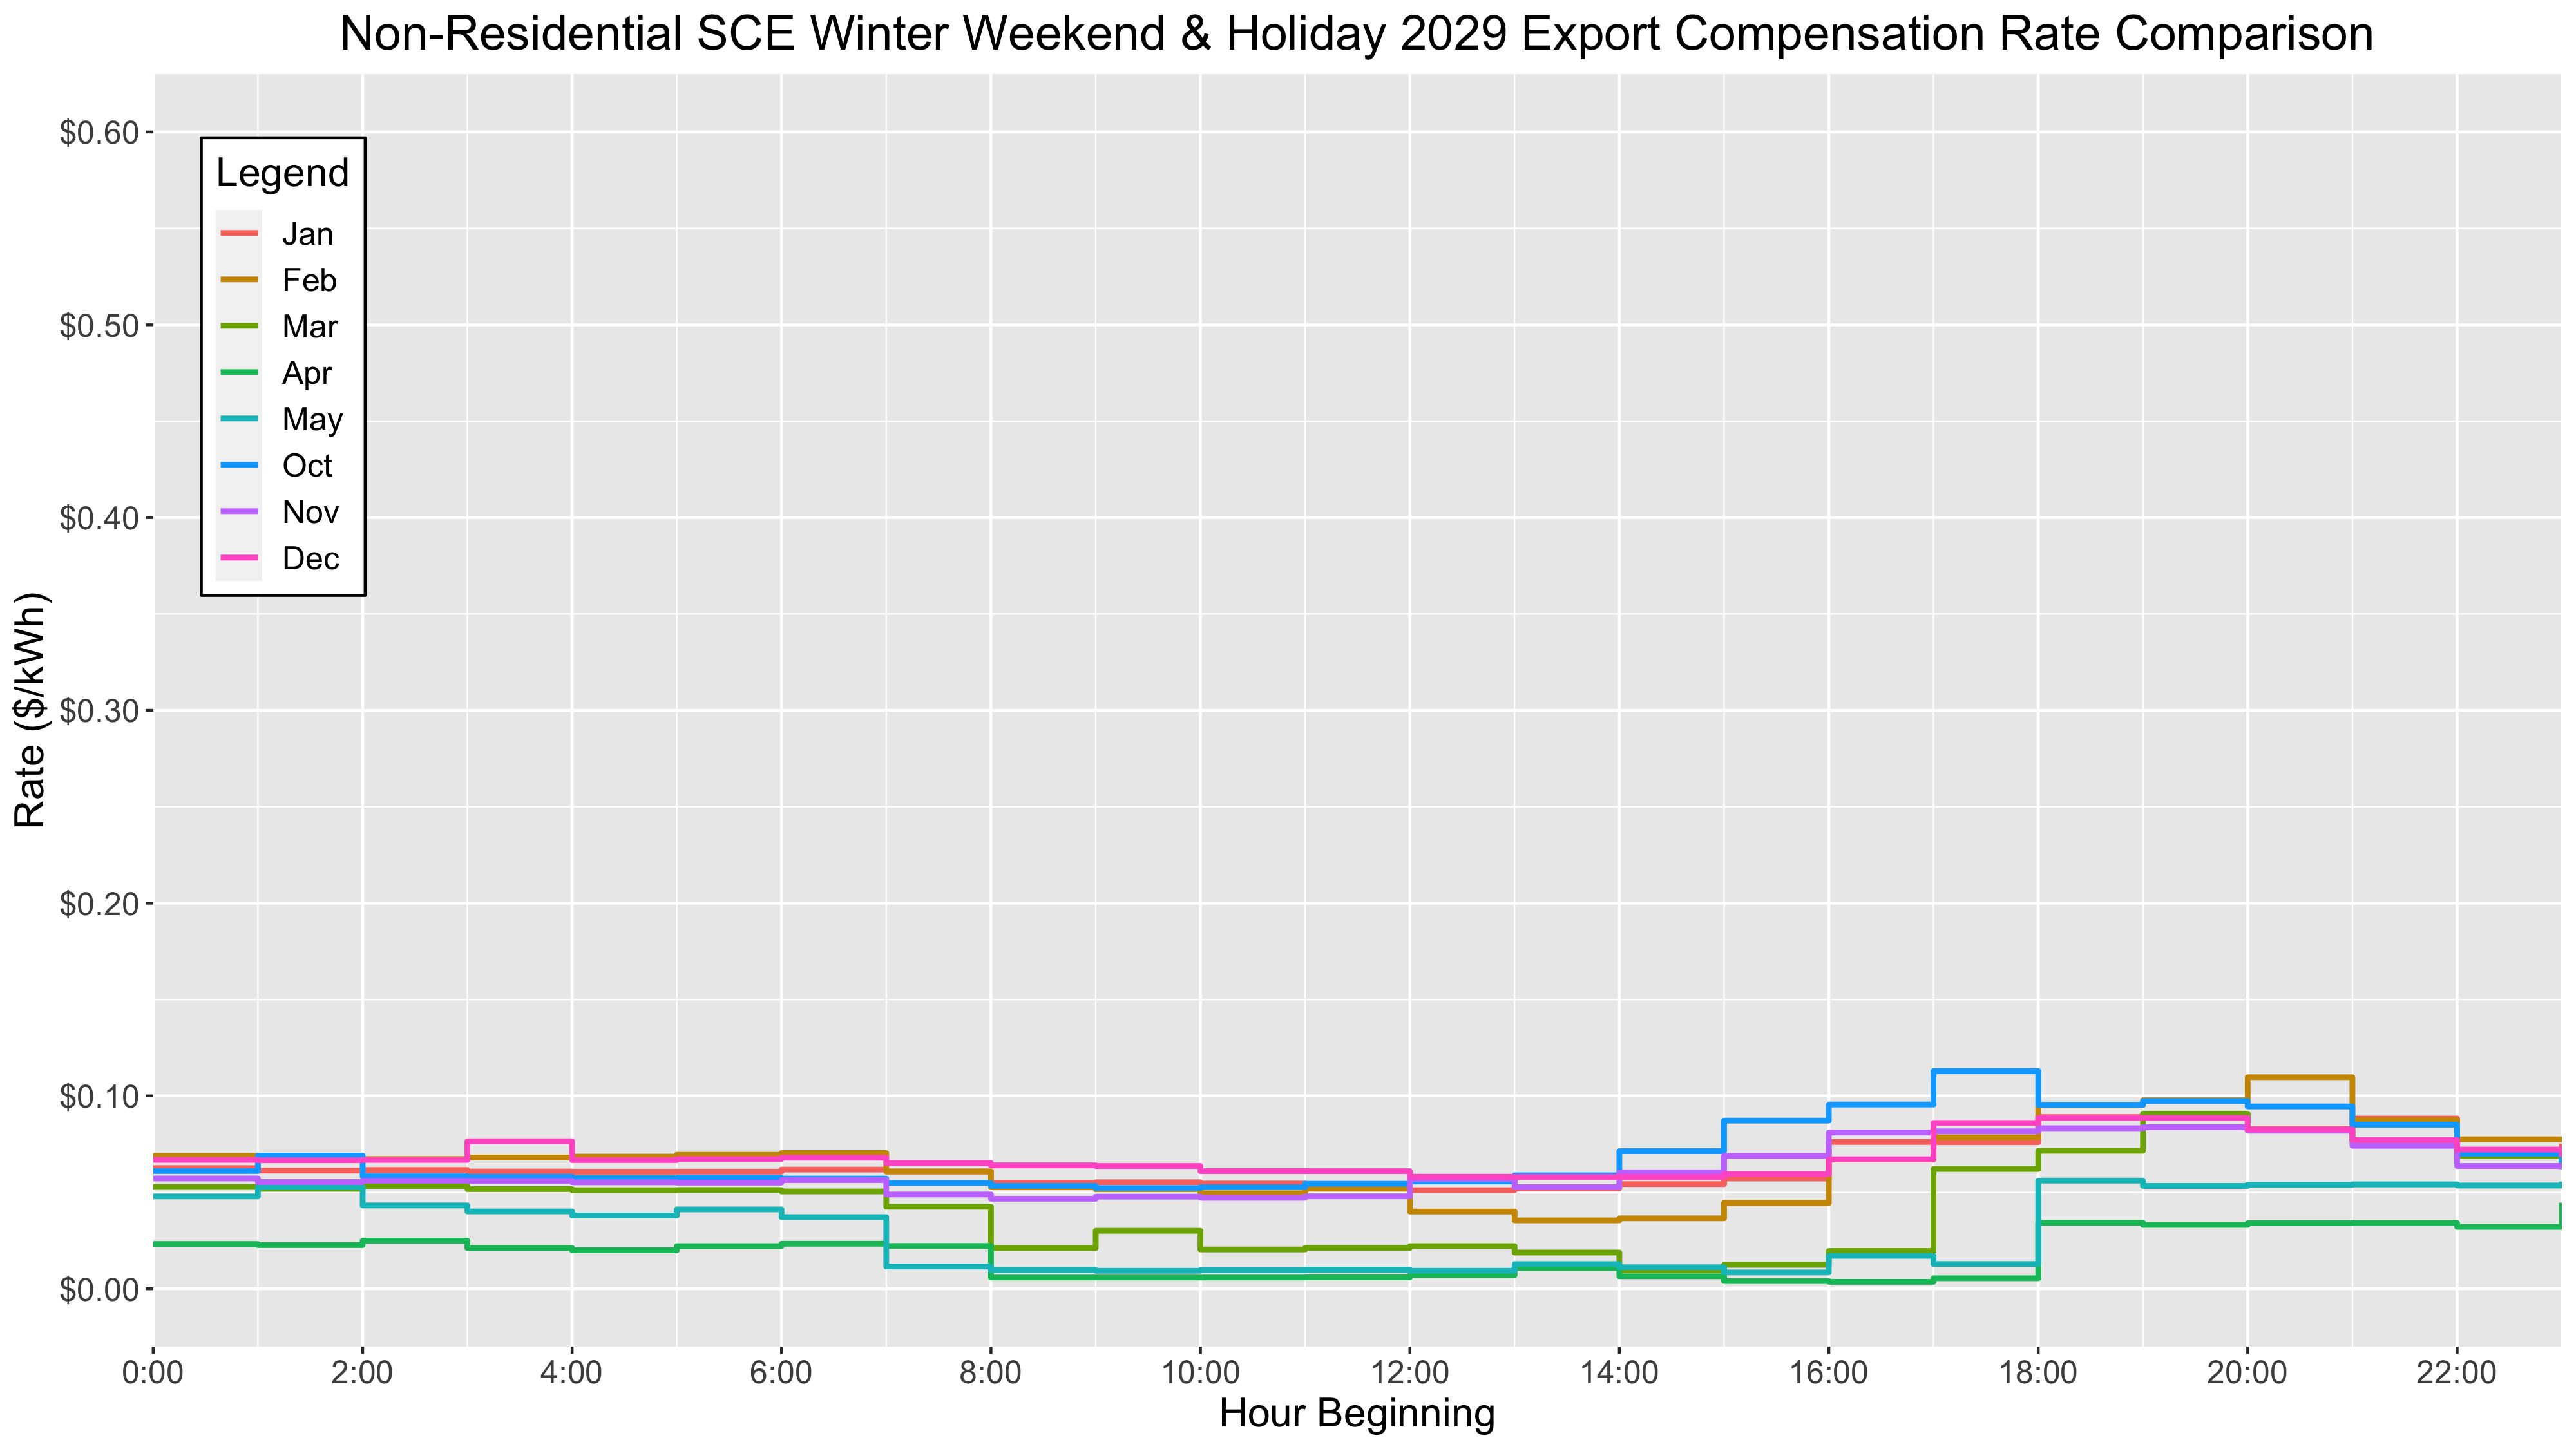 Non-Residential SCE Winter Weekend & Holiday 2029 Export Compensation Rate Comparison
$0.60
Legend
Jan
Feb
Mar
Apr
May
Oct
Nov
Dec
$0.50
$0.40
$0.30
$0.20
$0.10
$0.00
Rate ($/kWh)
0:00 2:00 4:00 6:00 8:00 10:00 12:00 14:00 16:00 18:00 20:00 22:00
Hour Beginning